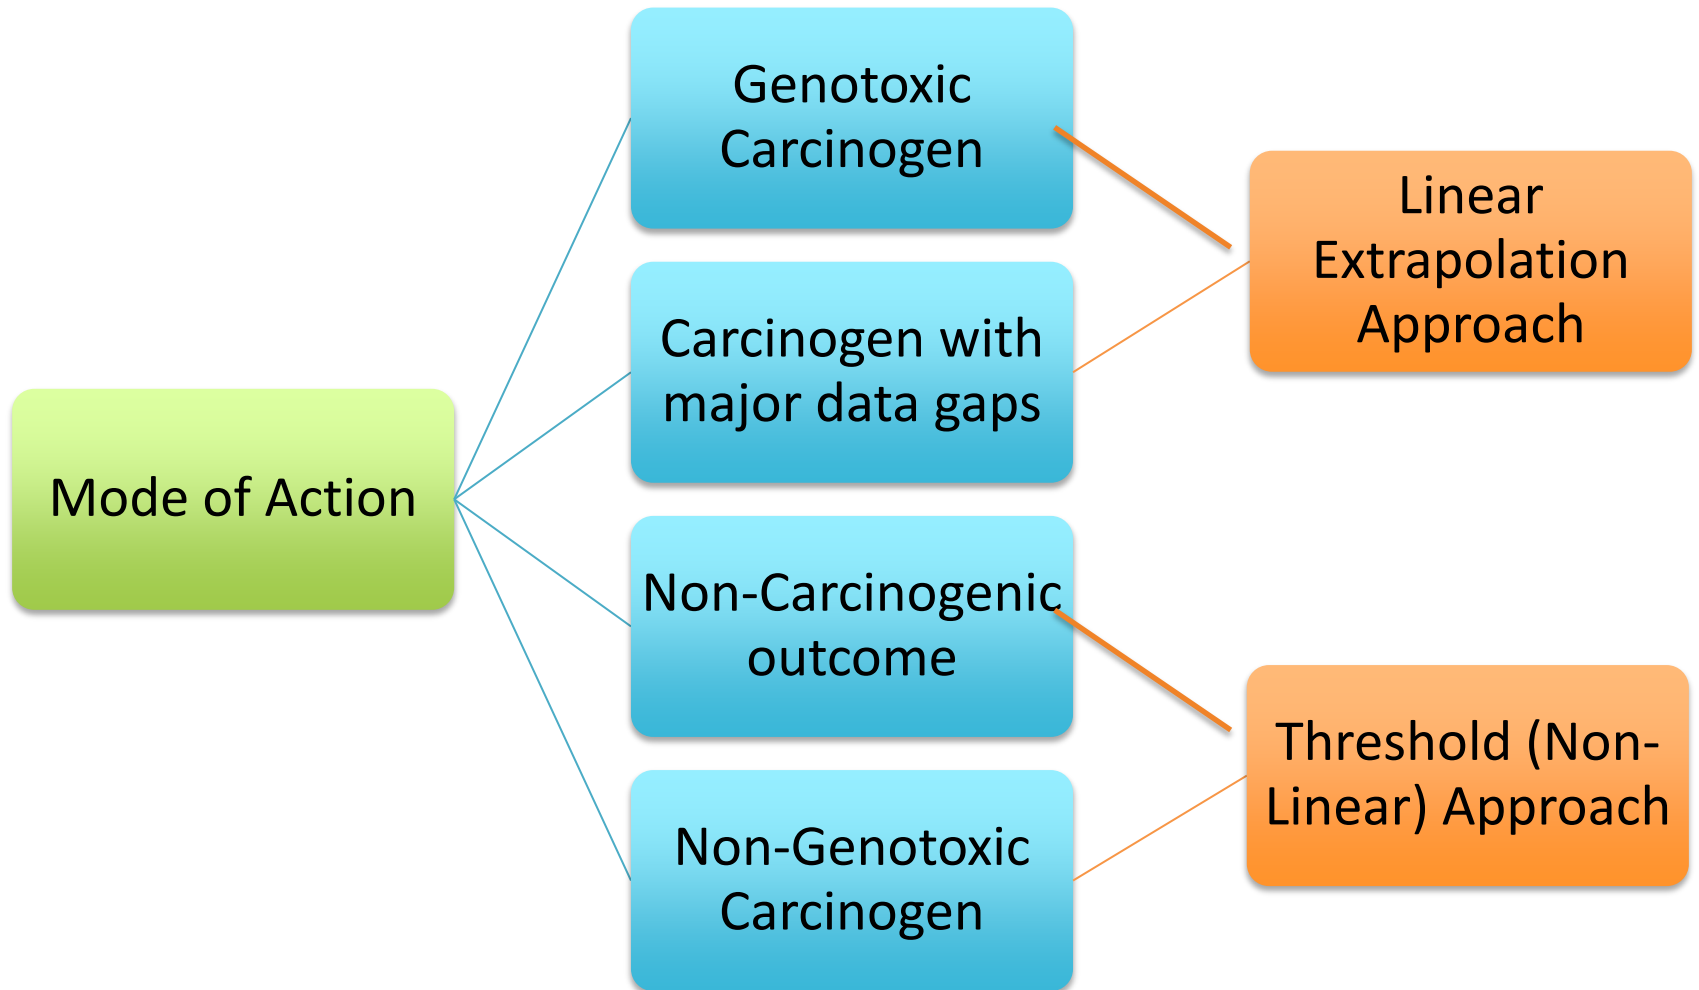 Mode of Action
Genotoxic
Carcinogen
Carcinogen with
major data gaps
Non-Carcinogenic
outcome
Non-Genotoxic
Carcinogen
Linear
Extrapolation
Approach
Threshold (Non-
Linear) Approach